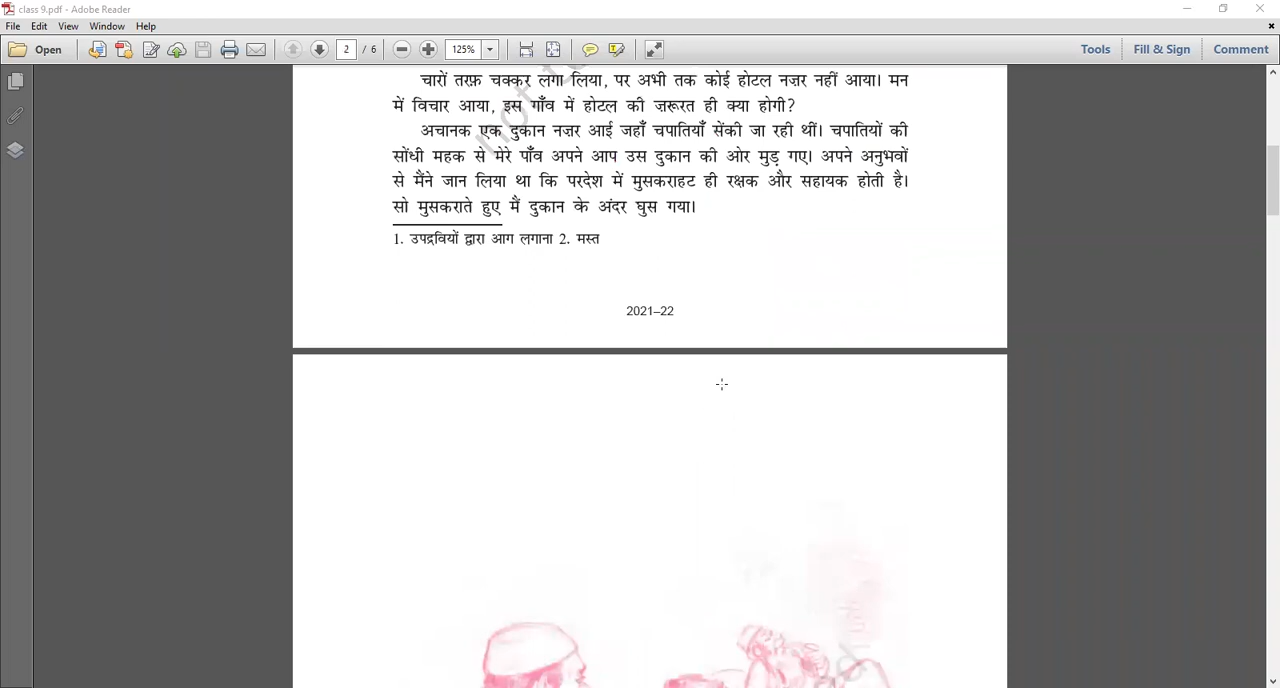 class 9.pdf - Adobe Reader
File Edit View Window Help
Open 2 / 6 125% Tools Fill & Sign Comment
चारों तरफ़ चक्कर लगा लिया, पर अभी तक कोई होटल नज़र नहीं आया। मन
में विचार आया, इस गाँव में होटल की ज़रूरत ही क्या होगी?
अचानक एक दुकान नज़र आई जहाँ चपातियाँ सेंकी जा रही थीं। चपातियों की
सोंधी महक से मेरे पाँव अपने आप उस दुकान की ओर मुड़ गए। अपने अनुभवों
से मैंने जान लिया था कि परदेश में मुसकराहट ही रक्षक और सहायक होती है।
सो मुसकराते हुए मैं दुकान के अंदर घुस गया।
1. उपद्रवियों द्वारा आग लगाना 2. मस्त
2021–22